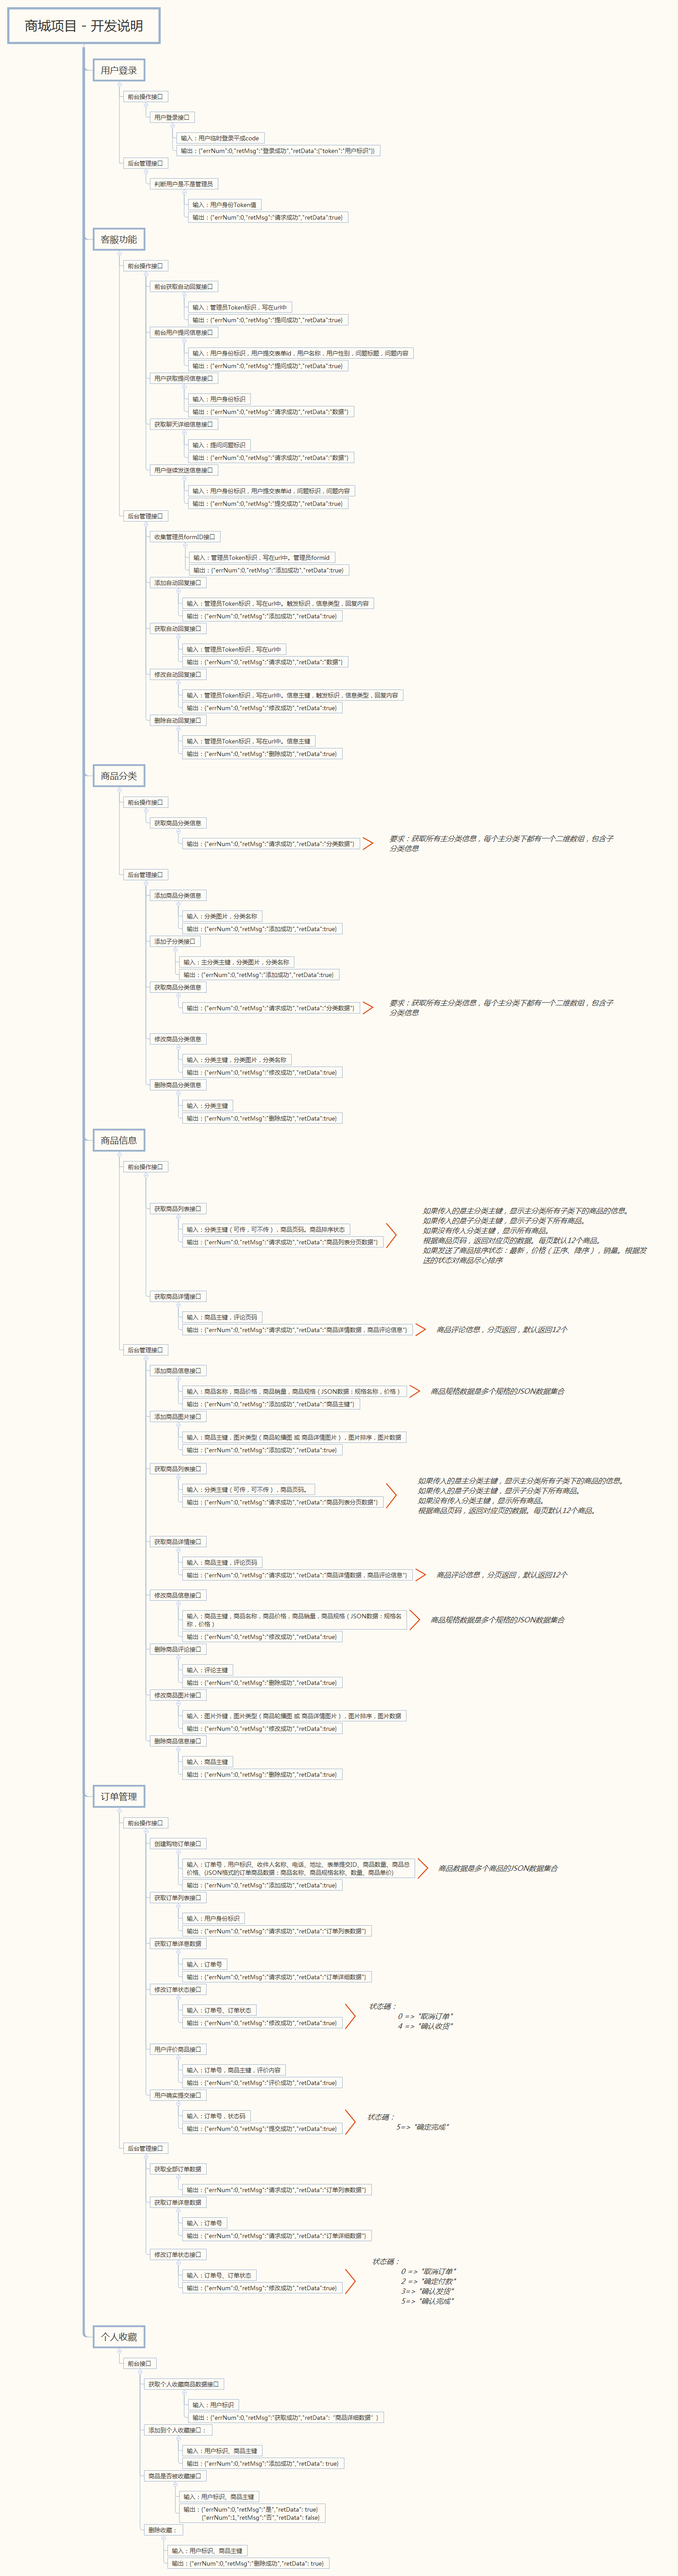 商城项目 - 开发说明
用户登录
前台操作接口
用户登录接口
输入：用户临时登录平成code
输出：{"errNum":0,"retMsg":"登录成功","retData":{"token":"用户标识"}}
后台管理接口
判断用户是不是管理员
输入：用户身份Token值
输出：{"errNum":0,"retMsg":"请求成功","retData":true}
客服功能
前台操作接口
前台获取自动回复接口
输入：管理员Token标识，写在url中
输出：{"errNum":0,"retMsg":"提问成功","retData":true}
前台用户提问信息接口
输入：用户身份标识，用户提交表单id，用户名称，用户性别，问题标题，问题内容
输出：{"errNum":0,"retMsg":"提问成功","retData":true}
用户获取提问信息接口
输入：用户身份标识
输出：{"errNum":0,"retMsg":"请求成功","retData":"数据"}
获取聊天详细信息接口
输入：提问问题标识
输出：{"errNum":0,"retMsg":"请求成功","retData":"数据"}
用户继续发送信息接口
输入：用户身份标识，用户提交表单id，问题标识，问题内容
输出：{"errNum":0,"retMsg":"提交成功","retData":true}
后台管理接口
收集管理员formID接口
输入：管理员Token标识，写在url中。管理员formid
输出：{"errNum":0,"retMsg":"添加成功","retData":true}
添加自动回复接口
输入：管理员Token标识，写在url中。触发标识，信息类型，回复内容
输出：{"errNum":0,"retMsg":"添加成功","retData":true}
获取自动回复接口
输入：管理员Token标识，写在url中
输出：{"errNum":0,"retMsg":"请求成功","retData":"数据"}
修改自动回复接口
输入：管理员Token标识，写在url中。信息主键，触发标识，信息类型，回复内容
输出：{"errNum":0,"retMsg":"修改成功","retData":true}
删除自动回复接口
输入：管理员Token标识，写在url中。信息主键
输出：{"errNum":0,"retMsg":"删除成功","retData":true}
商品分类
前台操作接口
获取商品分类信息
输出：{"errNum":0,"retMsg":"请求成功","retData":"分类数据"}
要求：获取所有主分类信息，每个主分类下都有一个二维数组，包含子
分类信息
后台管理接口
添加商品分类信息
输入：分类图片，分类名称
输出：{"errNum":0,"retMsg":"添加成功","retData":true}
添加子分类接口
输入：主分类主键，分类图片，分类名称
输出：{"errNum":0,"retMsg":"添加成功","retData":true}
获取商品分类信息
输出：{"errNum":0,"retMsg":"请求成功","retData":"分类数据"}
要求：获取所有主分类信息，每个主分类下都有一个二维数组，包含子
分类信息
修改商品分类信息
输入：分类主键，分类图片，分类名称
输出：{"errNum":0,"retMsg":"修改成功","retData":true}
删除商品分类信息
输入：分类主键
输出：{"errNum":0,"retMsg":"删除成功","retData":true}
商品信息
前台操作接口
获取商品列表接口
输入：分类主键（可传，可不传），商品页码。商品排序状态
输出：{"errNum":0,"retMsg":"请求成功","retData":"商品列表分页数据"}
如果传入的是主分类主键，显示主分类所有子类下的商品的信息。
如果传入的是子分类主键，显示子分类下所有商品。
如果没有传入分类主键，显示所有商品。
根据商品页码，返回对应页的数据。每页默认12个商品。
如果发送了商品排序状态：最新，价格（正序、降序），销量。根据发
送的状态对商品尽心排序
获取商品详情接口
输入：商品主键，评论页码
输出：{"errNum":0,"retMsg":"请求成功","retData":"商品详情数据，商品评论信息"}
商品评论信息，分页返回，默认返回12个
后台管理接口
添加商品信息接口
输入：商品名称，商品价格，商品销量，商品规格（JSON数据：规格名称，价格）
输出：{"errNum":0,"retMsg":"添加成功","retData":"商品主键"}
商品规格数据是多个规格的JSON数据集合
添加商品图片接口
输入：商品主键，图片类型（商品轮播图 或 商品详情图片），图片排序，图片数据
输出：{"errNum":0,"retMsg":"添加成功","retData":true}
获取商品列表接口
输入：分类主键（可传，可不传），商品页码。
输出：{"errNum":0,"retMsg":"请求成功","retData":"商品列表分页数据"}
如果传入的是主分类主键，显示主分类所有子类下的商品的信息。
如果传入的是子分类主键，显示子分类下所有商品。
如果没有传入分类主键，显示所有商品。
根据商品页码，返回对应页的数据。每页默认12个商品。
获取商品详情接口
输入：商品主键，评论页码
输出：{"errNum":0,"retMsg":"请求成功","retData":"商品详情数据，商品评论信息"}
商品评论信息，分页返回，默认返回12个
修改商品信息接口
输入：商品主键，商品名称，商品价格，商品销量，商品规格（JSON数据：规格名
称，价格）
输出：{"errNum":0,"retMsg":"修改成功","retData":true}
商品规格数据是多个规格的JSON数据集合
删除商品评论接口
输入：评论主键
输出：{"errNum":0,"retMsg":"删除成功","retData":true}
修改商品图片接口
输入：图片外键，图片类型（商品轮播图 或 商品详情图片），图片排序，图片数据
输出：{"errNum":0,"retMsg":"修改成功","retData":true}
删除商品信息接口
输入：商品主键
输出：{"errNum":0,"retMsg":"删除成功","retData":true}
订单管理
前台操作接口
创建购物订单接口
输入：订单号，用户标识、收件人名称、电话、地址、表单提交ID、商品数量、商品总
价格、(JSON格式的订单商品数据：商品名称、商品规格名称、数量、商品单价)
输出：{"errNum":0,"retMsg":"添加成功","retData":true}
商品数据是多个商品的JSON数据集合
获取订单列表接口
输入：用户身份标识
输出：{"errNum":0,"retMsg":"请求成功","retData":"订单列表数据"}
获取订单详息数据
输入：订单号
输出：{"errNum":0,"retMsg":"请求成功","retData":"订单详细数据"}
修改订单状态接口
输入：订单号、订单状态
输出：{"errNum":0,"retMsg":"修改成功","retData":true}
状态码：
0 => "取消订单"
4 => "确认收货"
用户评价商品接口
输入：订单号，商品主键，评价内容
输出：{"errNum":0,"retMsg":"评价成功","retData":true}
用户确实提交接口
输入：订单号，状态码
输出：{"errNum":0,"retMsg":"提交成功","retData":true}
状态码：
5=> "确定完成"
后台管理接口
获取全部订单数据
输出：{"errNum":0,"retMsg":"请求成功","retData":"订单列表数据"}
获取订单详息数据
输入：订单号
输出：{"errNum":0,"retMsg":"请求成功","retData":"订单详细数据"}
修改订单状态接口
输入：订单号、订单状态
输出：{"errNum":0,"retMsg":"修改成功","retData":true}
状态码：
0 => "取消订单"
2 => "确定付款"
3=> "确认发货"
5=> "确认完成"
个人收藏
前台接口
获取个人收藏商品数据接口
输入：用户标识
输出：{"errNum":0,"retMsg":"获取成功","retData": "商品详细数据" }
添加到个人收藏接口：
输入：用户标识、商品主键
输出：{"errNum":0,"retMsg":"添加成功","retData": true}
商品是否被收藏接口
输入：用户标识、商品主键
输出：{"errNum":0,"retMsg":"是","retData": true}
{"errNum":1,"retMsg":"否","retData": false}
删除收藏：
输入：用户标识、商品主键
输出：{"errNum":0,"retMsg":"删除成功","retData": true}